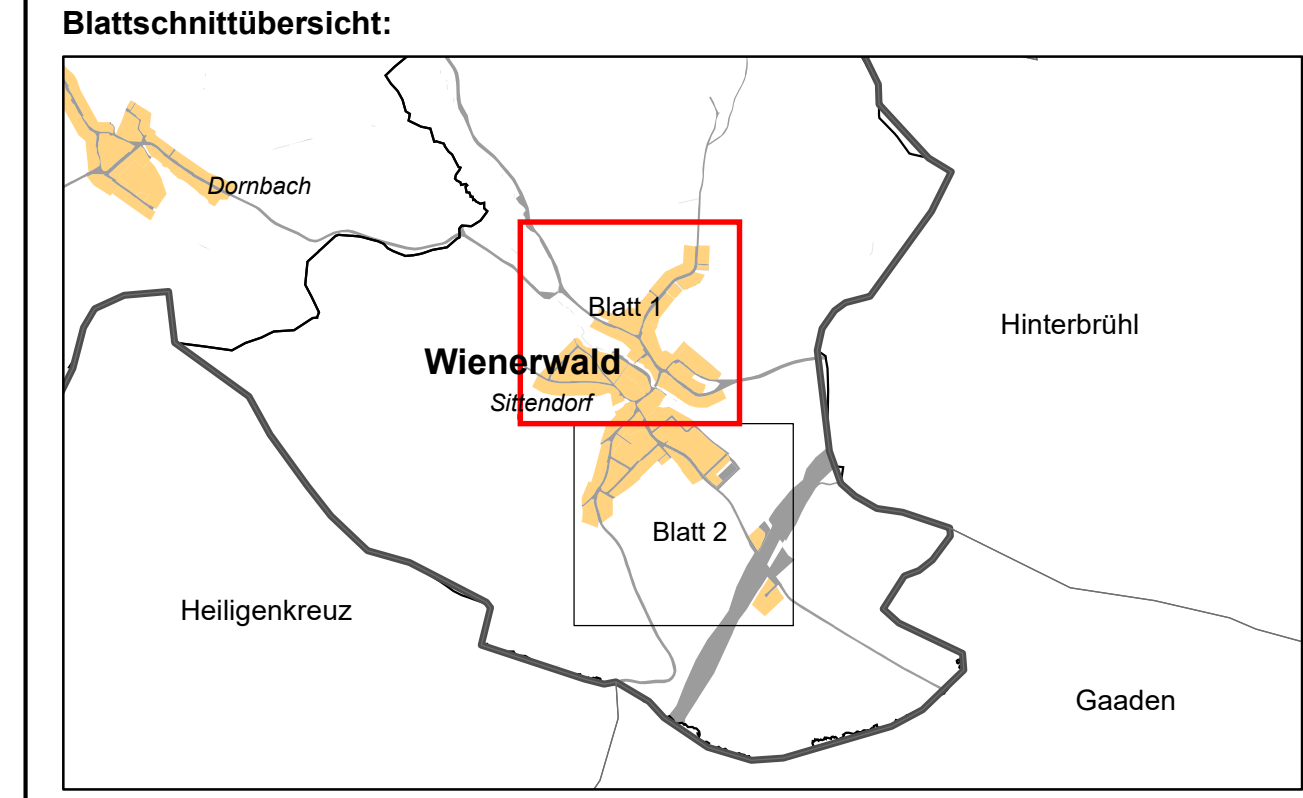 Blattschnittübersicht:
Dornbach
Blatt 1
Hinterbrühl
Wienerwald
Sittendorf
Blatt 2
Heiligenkreuz
Gaaden